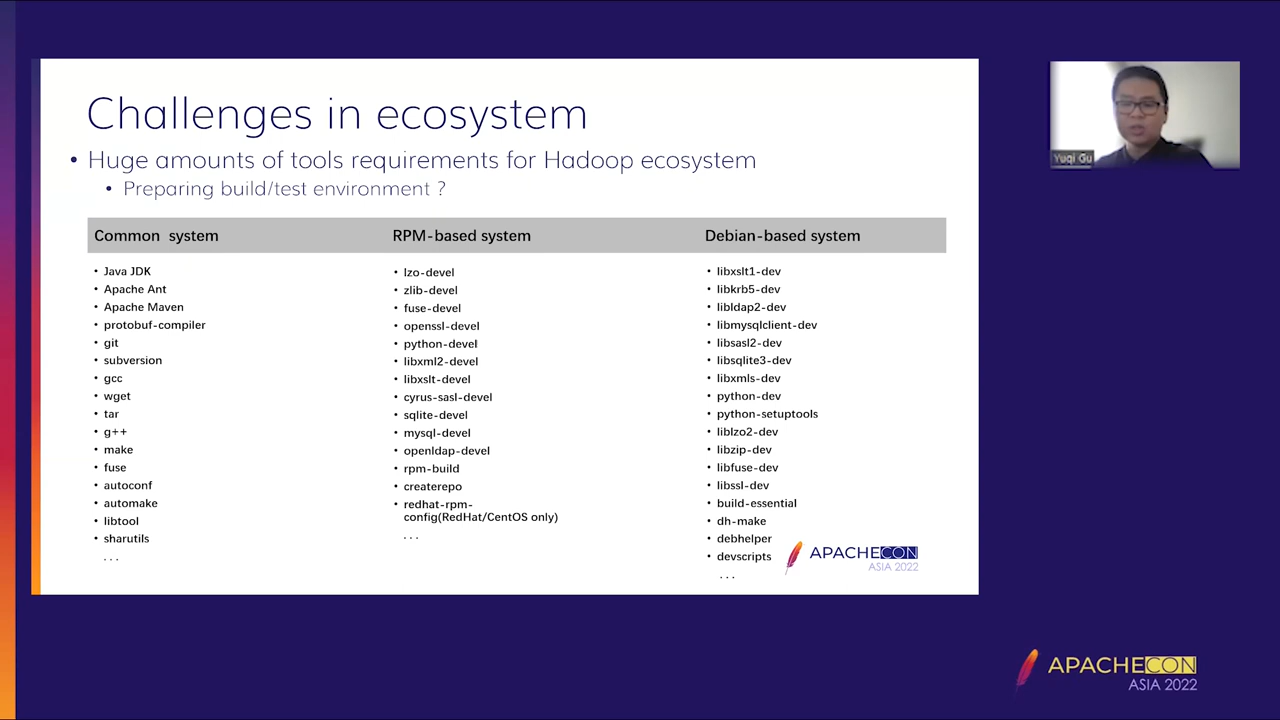 Challenges in ecosystem
• Huge amounts of tools requirements for Hadoop ecosystem
• Preparing build/test environment ?
Common system
• Java JDK
• Apache Ant
• Apache Maven
• protobuf-compiler
• git
• subversion
• gcc
• wget
• tar
• g++
• make
• fuse
• autoconf
• automake
• libtool
• sharutils
...
RPM-based system
• lzo-devel
• zlib-devel
• fuse-devel
• openssl-devel
• python-devel
• libxml2-devel
• libxslt-devel
• cyrus-sasl-devel
• sqlite-devel
• mysql-devel
• openldap-devel
• rpm-build
• createrepo
• redhat-rpm-
config(RedHat/CentOS only)
...
Debian-based system
• libxslt1-dev
• libkrb5-dev
• libldap2-dev
• libmysqlclient-dev
• libsasl2-dev
• libsqlite3-dev
• libxmls-dev
• python-dev
• python-setuptools
• liblzo2-dev
• libzip-dev
• libfuse-dev
• libssl-dev
• build-essential
• dh-make
• debhelper
• devscripts
...
APACHECON
ASIA 2022
Yuqi Gu
APACHECON
ASIA 2022